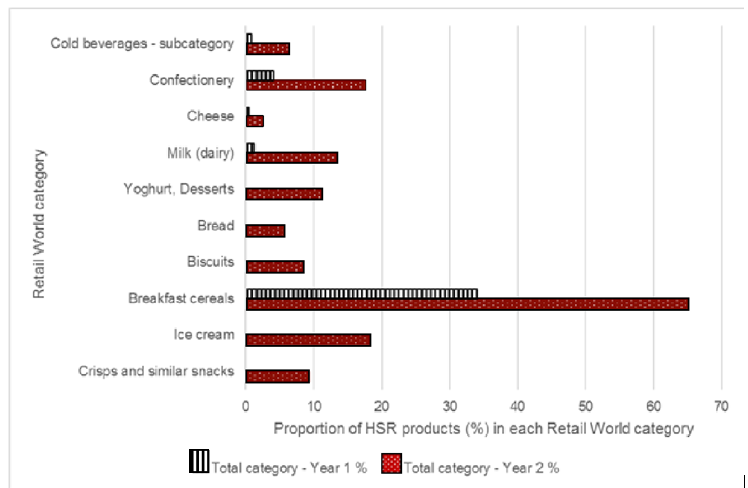 Cold beverages - subcategory
Confectionery
Cheese
Milk (dairy)
Yoghurt, Desserts
Bread
Biscuits
Breakfast cereals
Ice cream
Crisps and similar snacks
Retail World category
0 10 20 30 40 50 60 70
Proportion of HSR products (%) in each Retail World category
Total category - Year 1 % Total category - Year 2 %